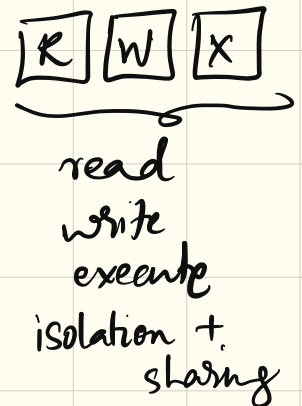 R W X
read
write
execute
isolation +
sharing